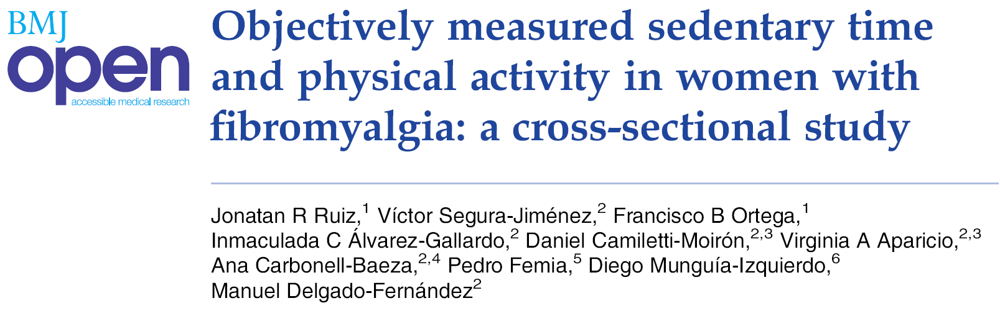 BMJ
open
accessible medical research
Objectively measured sedentary time
and physical activity in women with
fibromyalgia: a cross-sectional study
Jonatan R Ruiz,1 Víctor Segura-Jiménez,2 Francisco B Ortega,1
Inmaculada C Álvarez-Gallardo,2 Daniel Camiletti-Moirón,2,3 Virginia A Aparicio,2,3
Ana Carbonell-Baeza,2,4 Pedro Femia,5 Diego Munguía-Izquierdo,6
Manuel Delgado-Fernández2